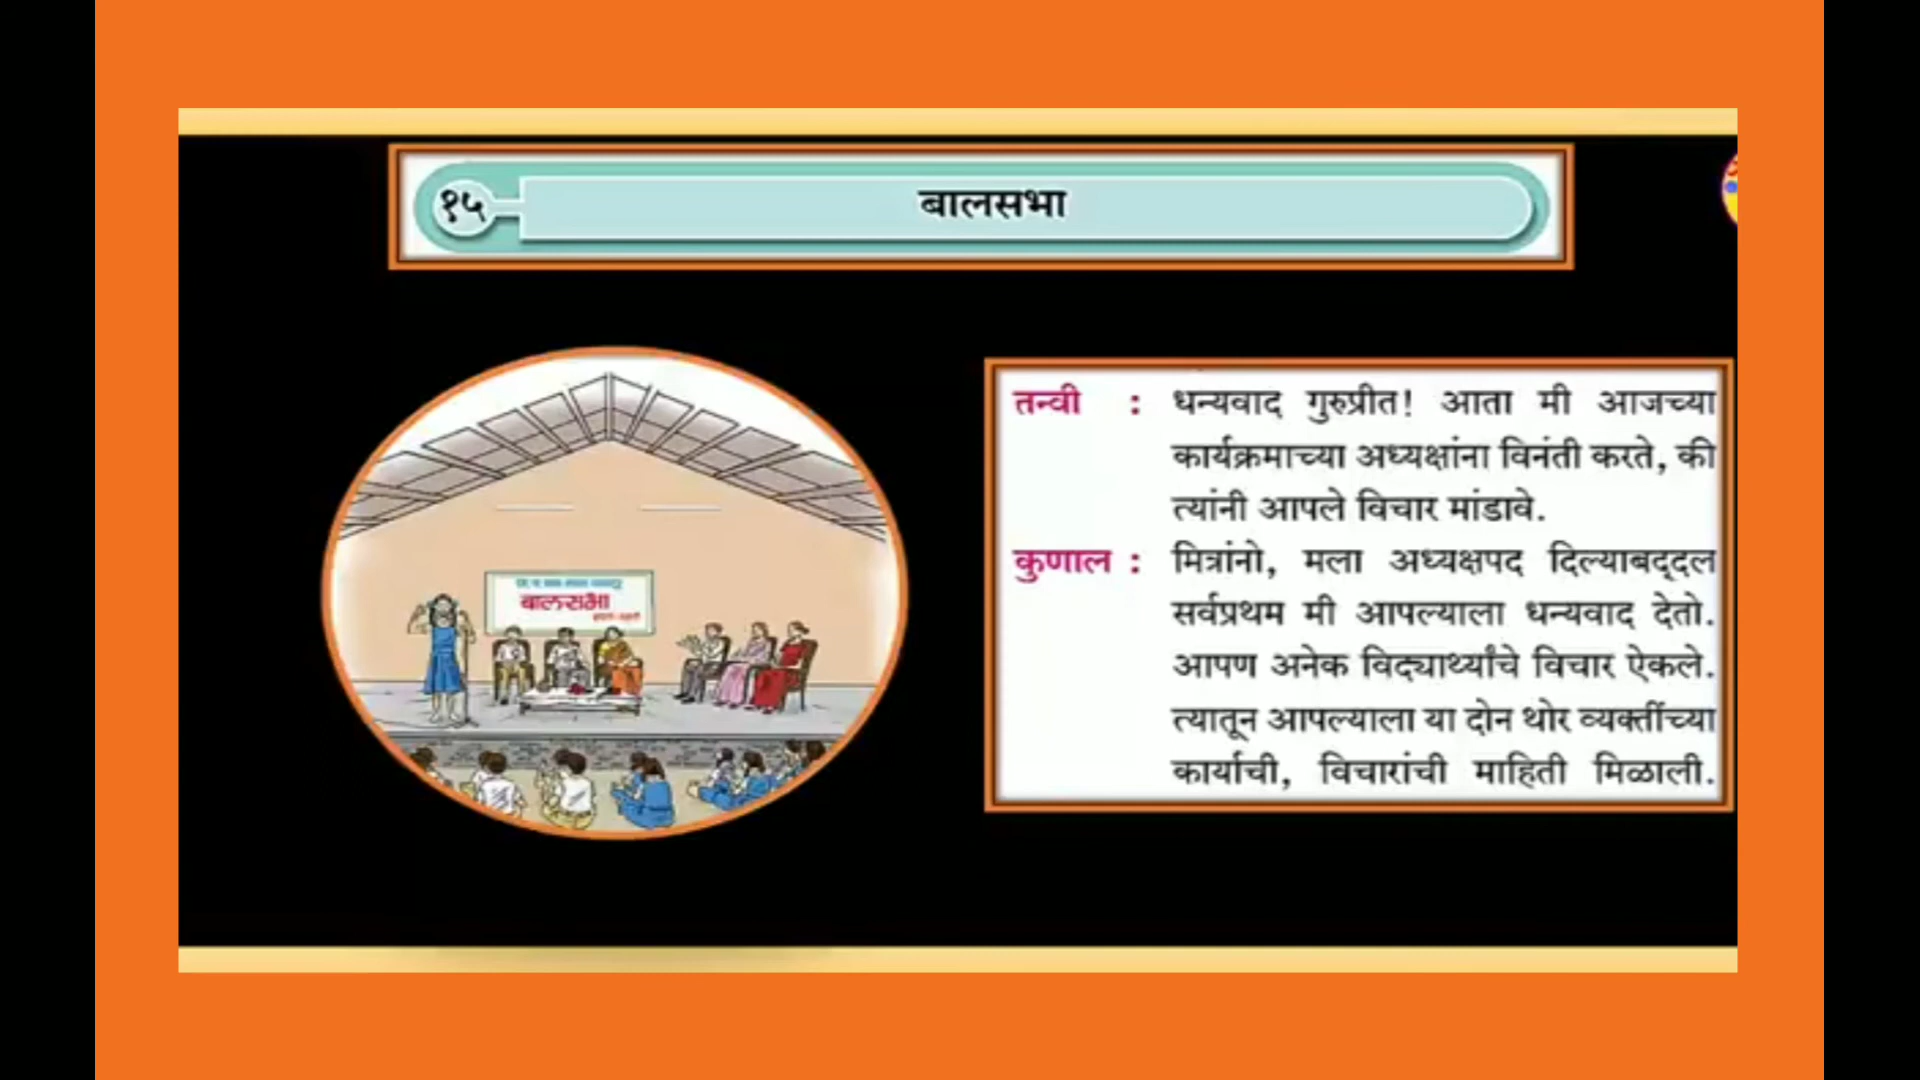 १५ बालसभा
बालसभा
तन्वी : धन्यवाद गुरुप्रीत! आता मी आजच्या
कार्यक्रमाच्या अध्यक्षांना विनंती करते, की
त्यांनी आपले विचार मांडावे.
कुणाल : मित्रांनो, मला अध्यक्षपद दिल्याबद्दल
सर्वप्रथम मी आपल्याला धन्यवाद देतो.
आपण अनेक विद्यार्थ्यांचे विचार ऐकले.
त्यातून आपल्याला या दोन थोर व्यक्तींच्या
कार्याची, विचारांची माहिती मिळाली.